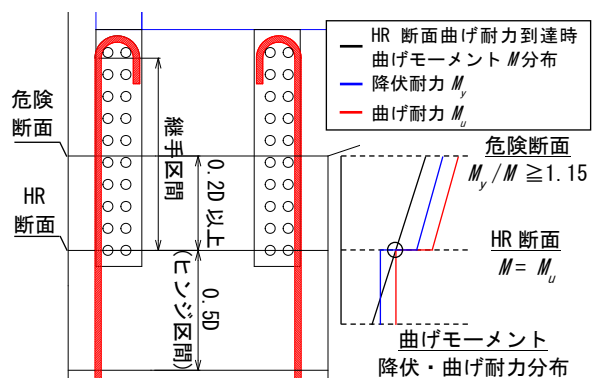 HR 断面曲げ耐力到達時
曲げモーメント M分布
降伏耐力 My
曲げ耐力 Mu
危険
断面
HR
断面
継手区間
0.2D 以上
0.5D
(ヒンジ区間)
危険断面
My/M ≧1.15
HR 断面
M= Mu
曲げモーメント
降伏・曲げ耐力分布